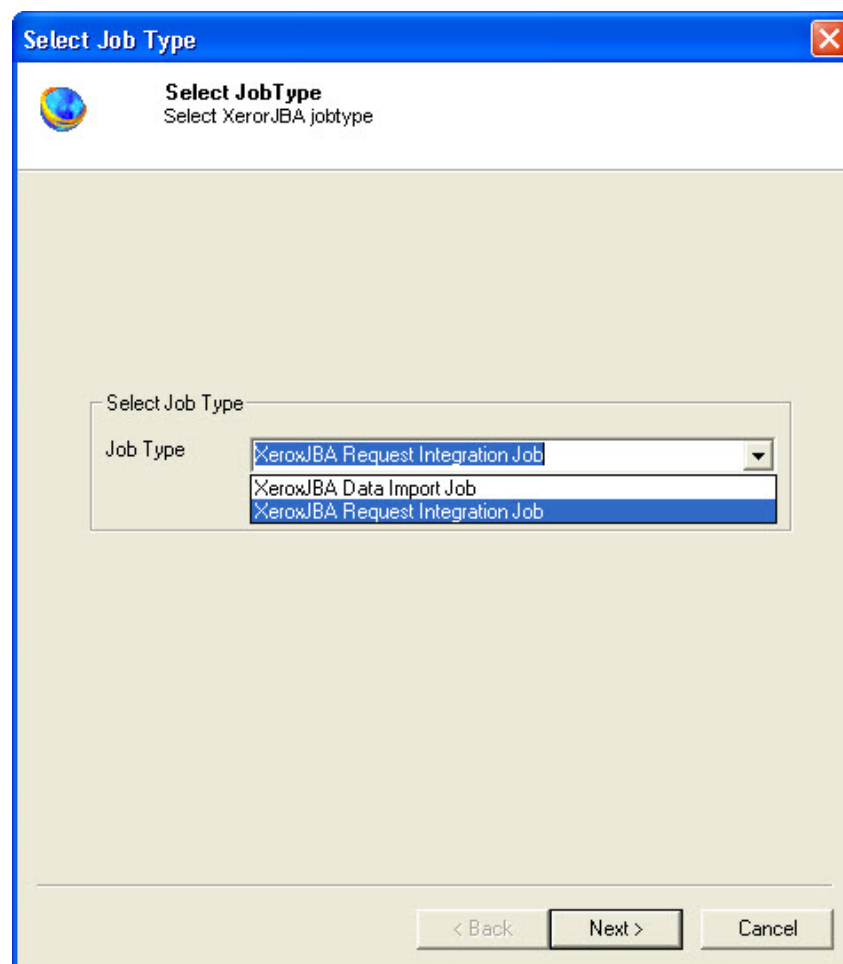 Select Job Type
Select JobType
Select XerorJBA jobtype
Select Job Type
Job Type
XeroxJBA Request Integration Job
XeroxJBA Data Import Job
XeroxJBA Request Integration Job
< Back
Next >
Cancel